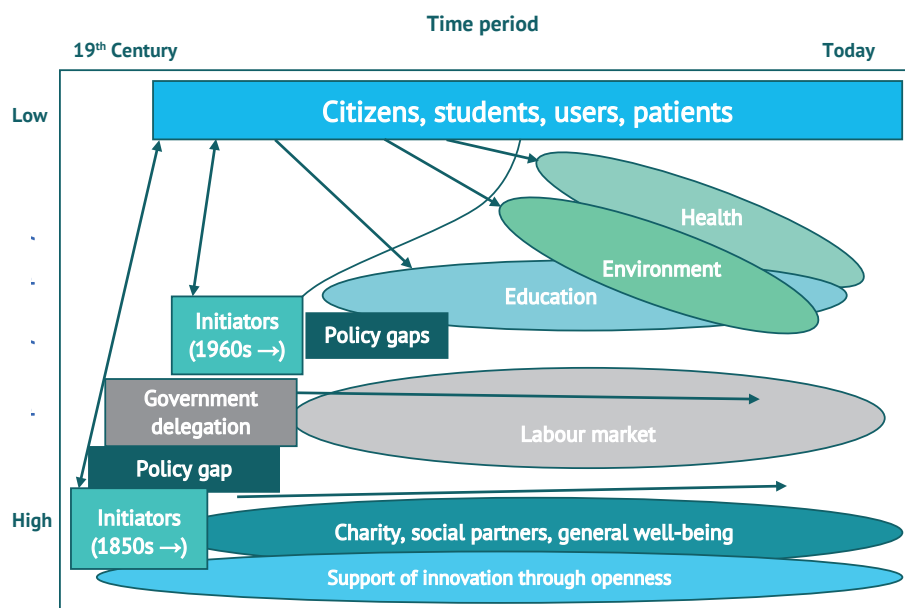 Time period
19th Century
Today
Low
Citizens, students, users, patients
Health
Environment
Education
Initiators
(1960s →)
Policy gaps
Government
delegation
Labour market
Policy gap
High
Initiators
(1850s →)
Charity, social partners, general well-being
Support of innovation through openness